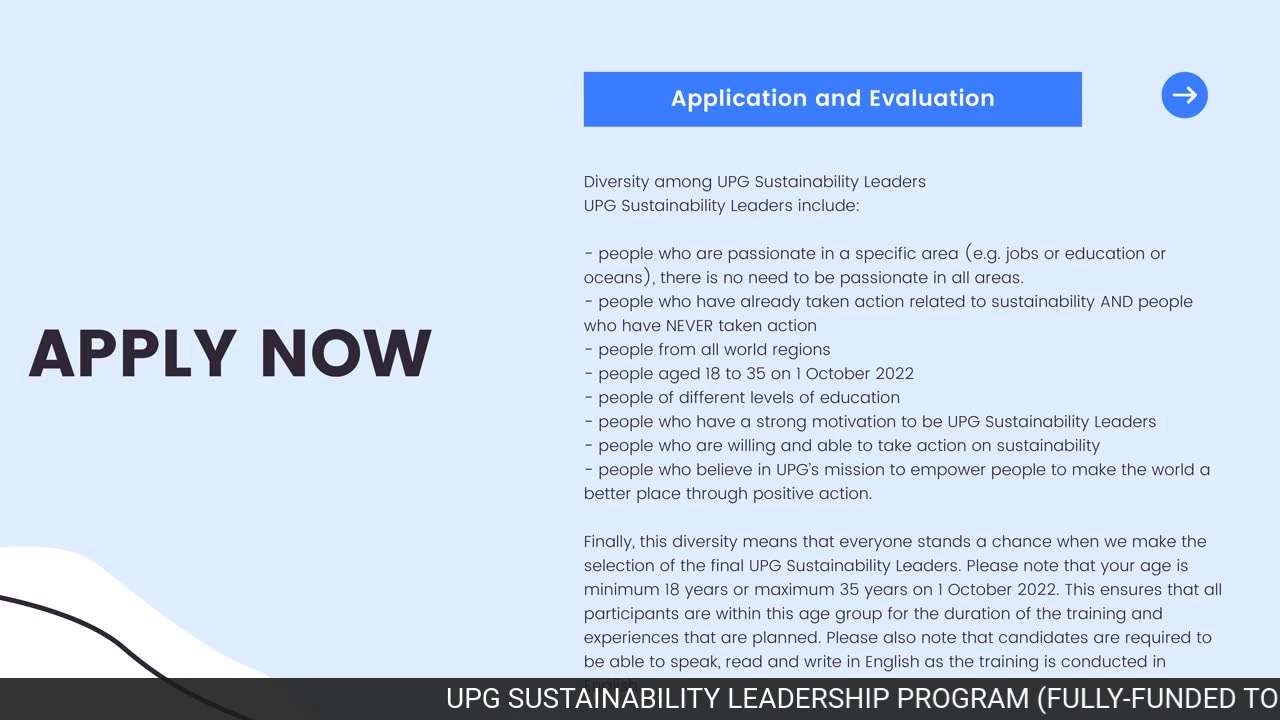 Application and Evaluation
Diversity among UPG Sustainability Leaders
UPG Sustainability Leaders include:
- people who are passionate in a specific area (e.g. jobs or education or
oceans), there is no need to be passionate in all areas.
- people who have already taken action related to sustainability AND people
who have NEVER taken action
- people from all world regions
- people aged 18 to 35 on 1 October 2022
- people of different levels of education
- people who have a strong motivation to be UPG Sustainability Leaders
- people who are willing and able to take action on sustainability
- people who believe in UPG's mission to empower people to make the world a
better place through positive action.
Finally, this diversity means that everyone stands a chance when we make the
selection of the final UPG Sustainability Leaders. Please note that your age is
minimum 18 years or maximum 35 years on 1 October 2022. This ensures that all
participants are within this age group for the duration of the training and
experiences that are planned. Please also note that candidates are required to
be able to speak, read and write in English as the training is conducted in
English.
APPLY NOW
UPG SUSTAINABILITY LEADERSHIP PROGRAM (FULLY-FUNDED TO